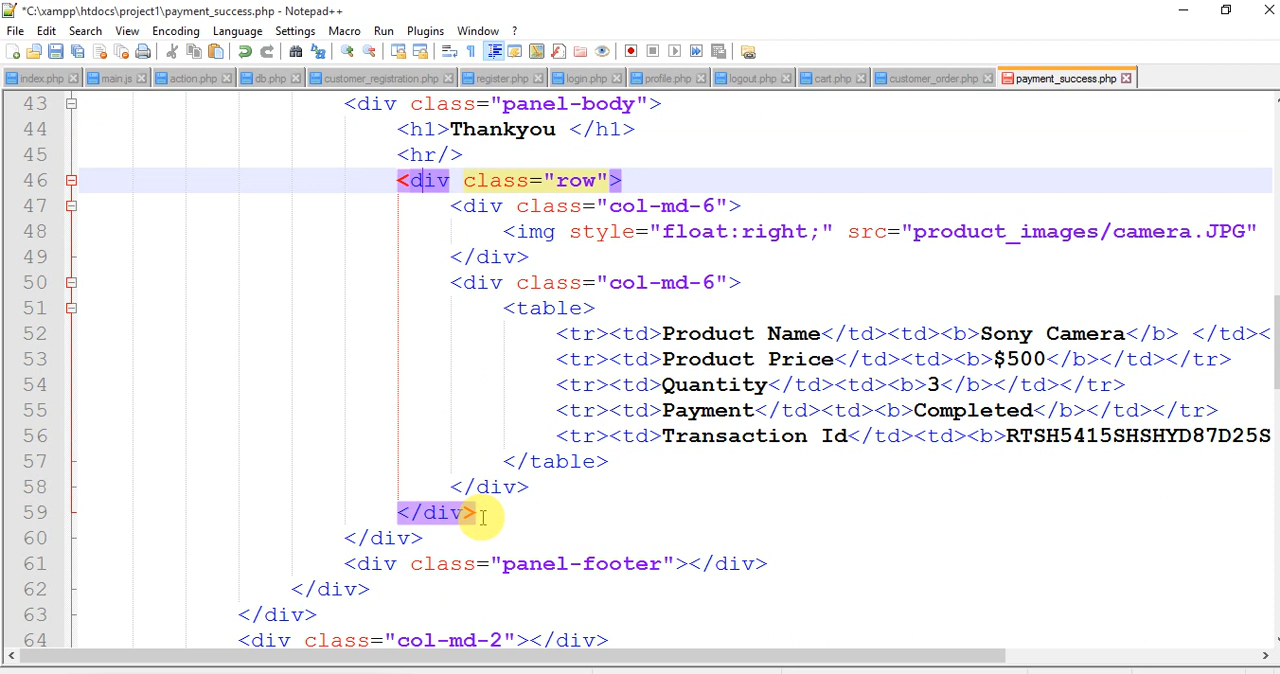 *C:\xampp\htdocs\project1\payment_success.php - Notepad++
File Edit Search View Encoding Language Settings Macro Run Plugins Window ?
index.php main.js action.php db.php customer_registration.php register.php login.php profile.php logout.php cart.php customer_order.php payment_success.php
43 <div class="panel-body">
44 <h1>Thankyou </h1>
45 <hr/>
46 <div class="row">
47 <div class="col-md-6">
48 <img style="float:right;" src="product_images/camera.JPG"
49 </div>
50 <div class="col-md-6">
51 <table>
52 <tr><td>Product Name</td><td><b>Sony Camera</b> </td><
53 <tr><td>Product Price</td><td><b>$500</b></td></tr>
54 <tr><td>Quantity</td><td><b>3</b></td></tr>
55 <tr><td>Payment</td><td><b>Completed</b></td></tr>
56 <tr><td>Transaction Id</td><td><b>RTSH5415SHSHYD87D25S
57 </table>
58 </div>
59 </div>
60 </div>
61 <div class="panel-footer"></div>
62 </div>
63 </div>
64 <div class="col-md-2"></div>